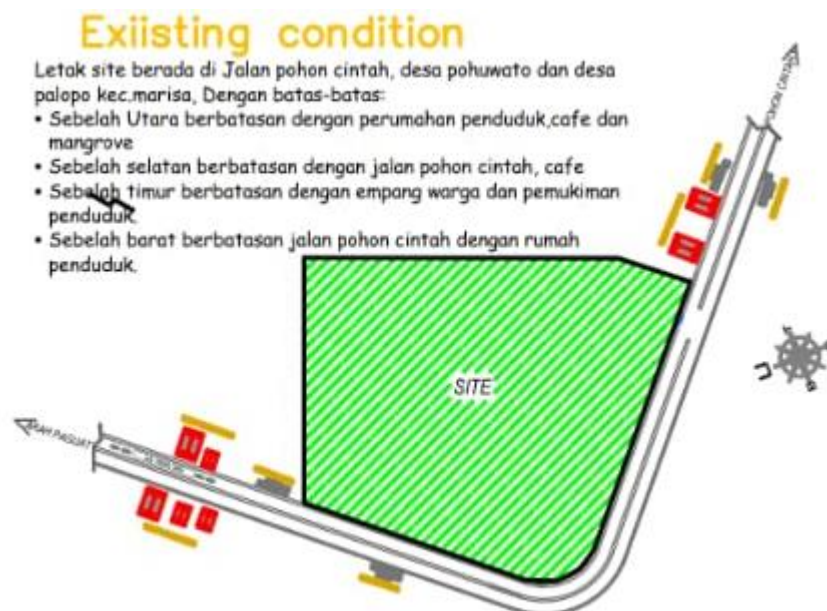 Exiisting condition
Letak site berada di Jalan pohon cintah, desa pohuwato dan desa
palopo kec.marisa, Dengan batas-batas:
• Sebelah Utara berbatasan dengan perumahan penduduk,cafe dan
mangrove
• Sebelah selatan berbatasan dengan jalan pohon cintah, cafe
• Sebelah timur berbatasan dengan empang warga dan pemukiman
penduduk.
• Sebelah barat berbatasan jalan pohon cintah dengan rumah
penduduk.
POHON CINTAH
SITE
U